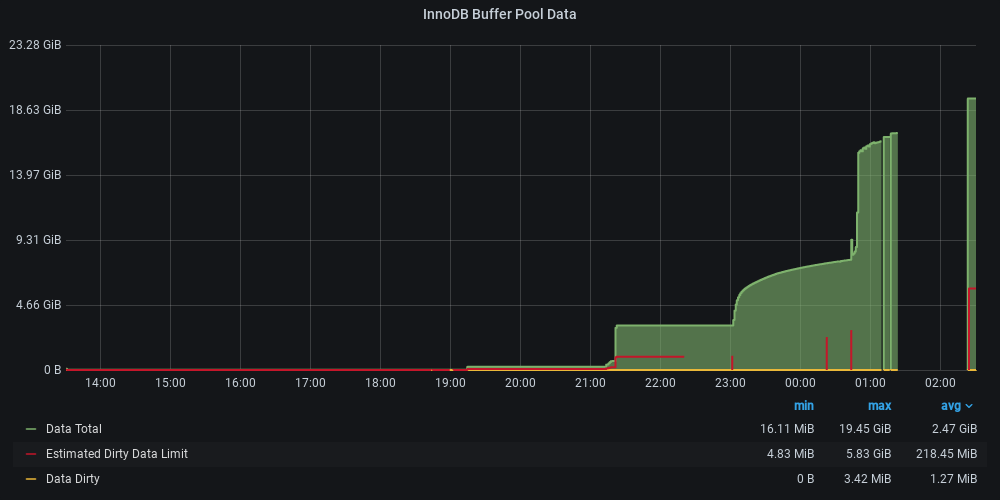 InnoDB Buffer Pool Data
23.28 GiB
18.63 GiB
13.97 GiB
9.31 GiB
4.66 GiB
0 B
14:00 15:00 16:00 17:00 18:00 19:00 20:00 21:00 22:00 23:00 00:00 01:00 02:00
min max avg
Data Total 16.11 MiB 19.45 GiB 2.47 GiB
Estimated Dirty Data Limit 4.83 MiB 5.83 GiB 218.45 MiB
Data Dirty 0 B 3.42 MiB 1.27 MiB